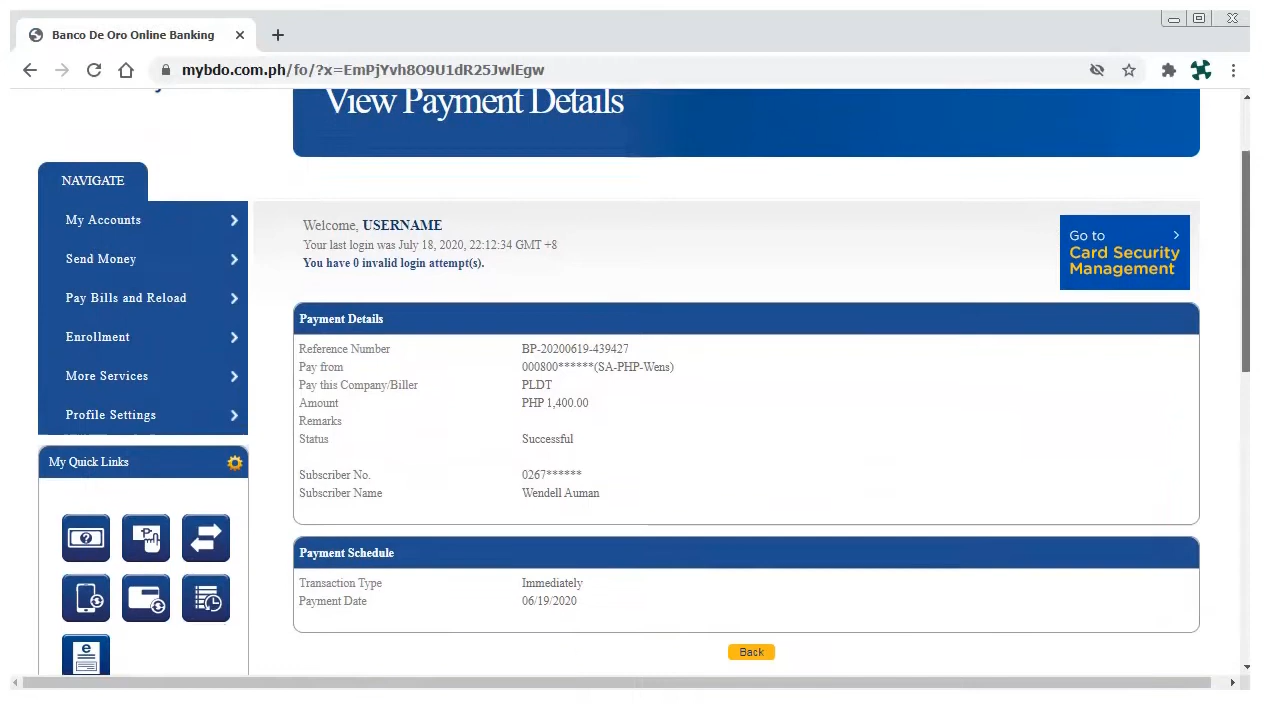 Banco De Oro Online Banking
mybdo.com.ph/fo/?x=EmPjYvh8O9U1dR25JwlEgw
View Payment Details
NAVIGATE
My Accounts
Send Money
Pay Bills and Reload
Enrollment
More Services
Profile Settings
My Quick Links
Welcome, USERNAME
Your last login was July 18, 2020, 22:12:34 GMT +8
You have 0 invalid login attempt(s).
Go to
Card Security
Management
Payment Details
Reference Number BP-20200619-439427
Pay from 000800******(SA-PHP-Wens)
Pay this Company/Biller PLDT
Amount PHP 1,400.00
Remarks
Status Successful
Subscriber No. 0267******
Subscriber Name Wendell Auman
Payment Schedule
Transaction Type Immediately
Payment Date 06/19/2020
Back